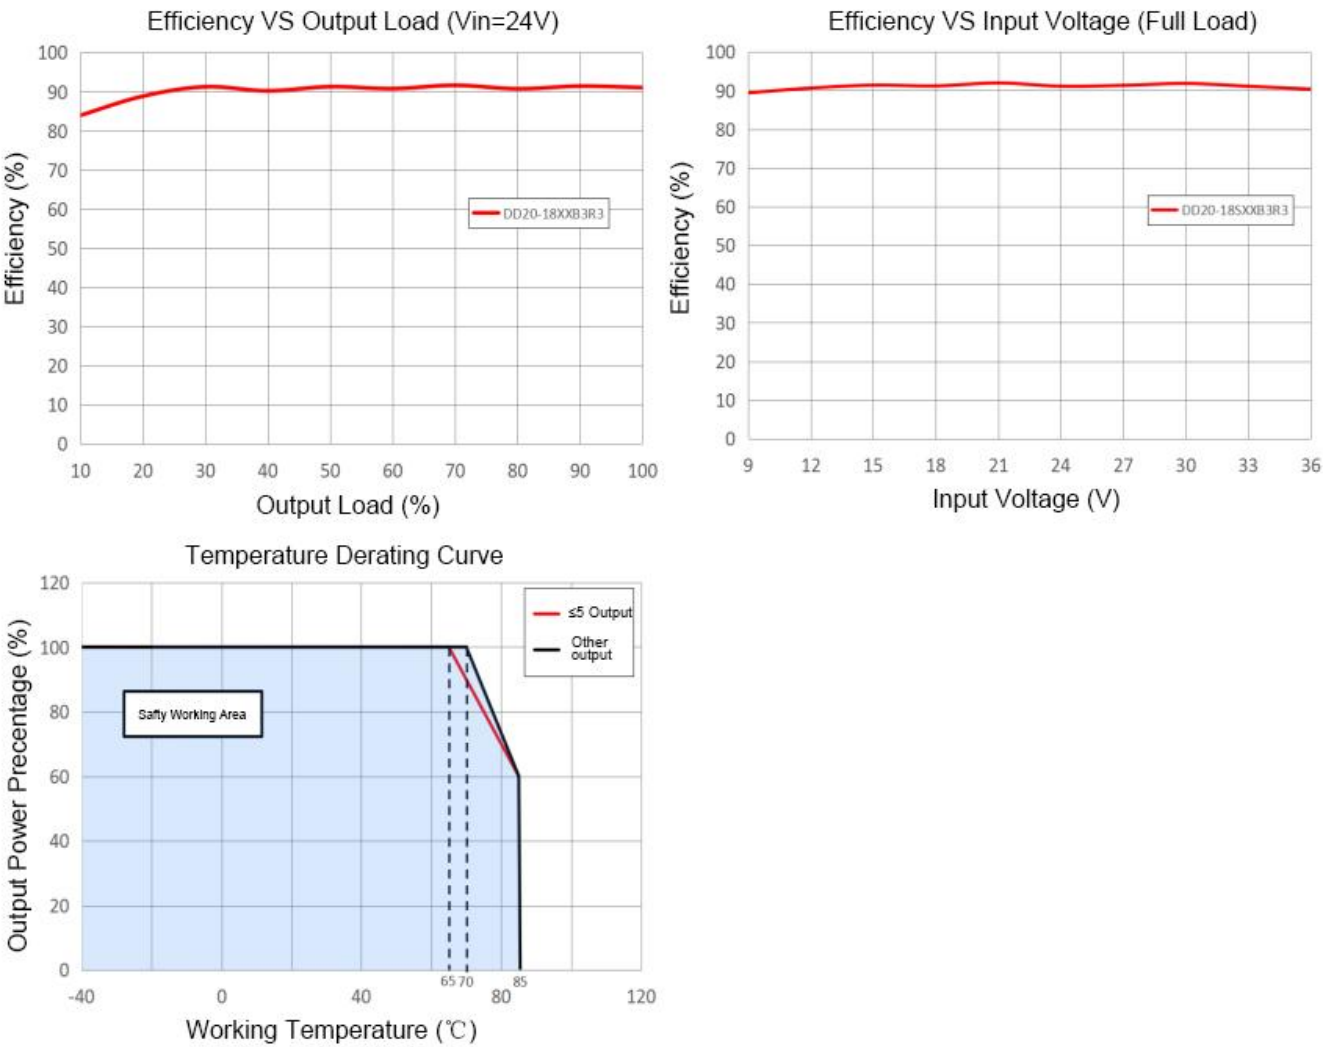 Efficiency VS Output Load (Vin=24V)
100
90
80
70
60
50
40
30
20
10
0
Efficiency (%)
DD20-18XXB3R3
10 20 30 40 50 60 70 80 90 100
Output Load (%)
Efficiency VS Input Voltage (Full Load)
100
90
80
70
60
50
40
30
20
10
0
Efficiency (%)
DD20-18SXXB3R3
9 12 15 18 21 24 27 30 33 36
Input Voltage (V)
Temperature Derating Curve
120
100
80
60
40
20
0
Output Power Precentage (%)
≤5 Output
Other
output
Safty Working Area
65 70 85
-40 0 40 80 120
Working Temperature (℃)